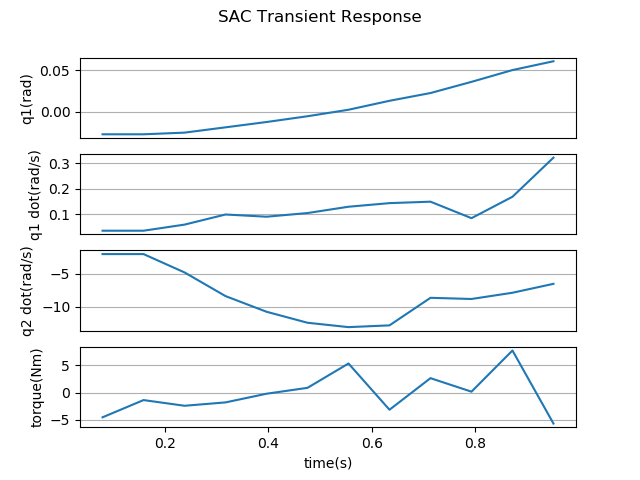 SAC Transient Response
q1(rad)
0.05
0.00
q1 dot(rad/s)
0.3
0.2
0.1
q2 dot(rad/s)
−5
−10
torque(Nm)
5
0
−5
0.2 0.4 0.6 0.8
time(s)